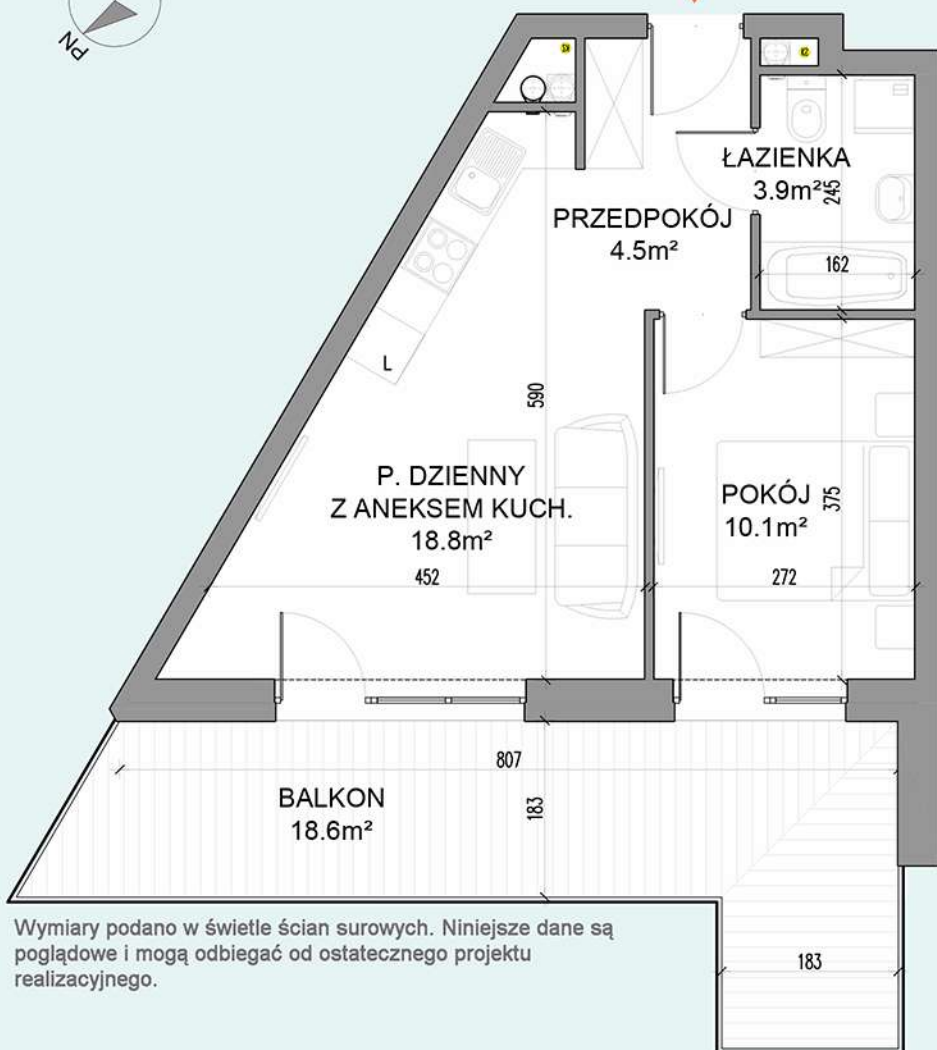 PN
ŁAZIENKA
3.9m²
245
PRZEDPOKÓJ
4.5m²
162
L
590
P. DZIENNY
Z ANEKSEM KUCH.
18.8m²
POKÓJ
10.1m²
375
452
272
807
BALKON
18.6m²
183
Wymiary podano w świetle ścian surowych. Niniejsze dane są
poglądowe i mogą odbiegać od ostatecznego projektu
realizacyjnego.
183